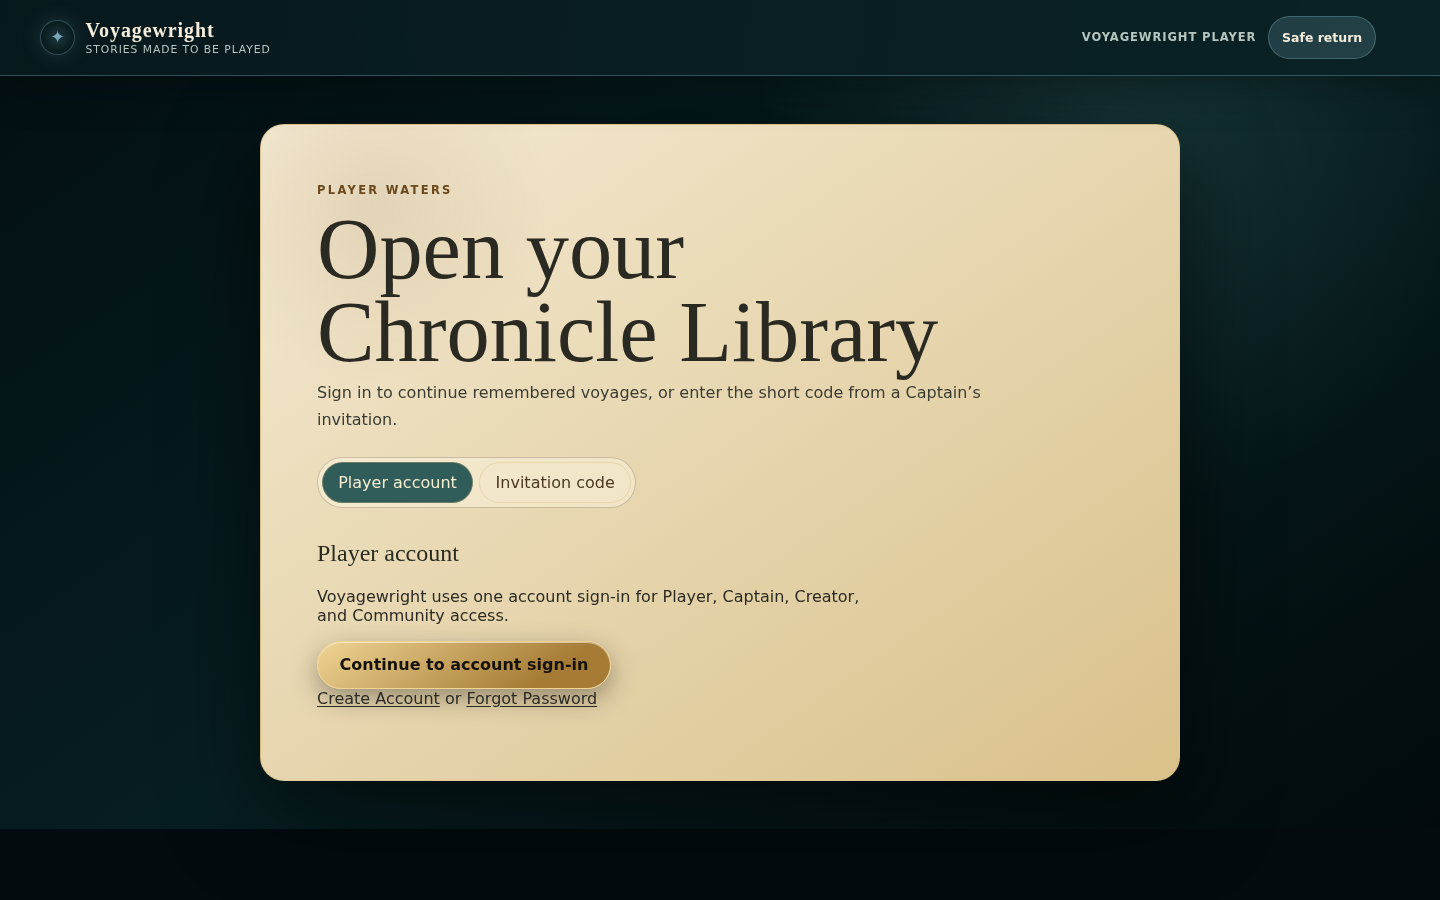 Voyagewright
STORIES MADE TO BE PLAYED
VOYAGEWRIGHT PLAYER
Safe return
PLAYER WATERS
Open your
Chronicle Library
Sign in to continue remembered voyages, or enter the short code from a Captain’s
invitation.
Player account
Invitation code
Player account
Voyagewright uses one account sign-in for Player, Captain, Creator,
and Community access.
Continue to account sign-in
Create Account or Forgot Password